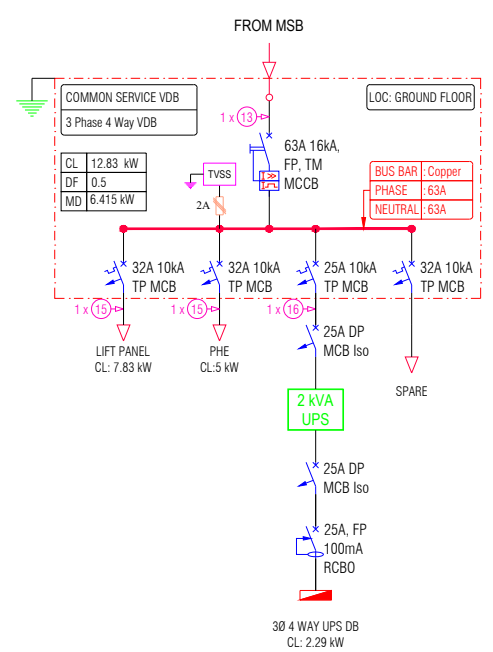 FROM MSB
COMMON SERVICE VDB
3 Phase 4 Way VDB
LOC: GROUND FLOOR
1 x 13
63A 16kA,
FP, TM
MCCB
CL 12.83 kW
DF 0.5
MD 6.415 kW
TVSS
2A
BUS BAR : Copper
PHASE : 63A
NEUTRAL : 63A
32A 10kA
TP MCB
32A 10kA
TP MCB
25A 10kA
TP MCB
32A 10kA
TP MCB
1 x 15
1 x 15
1 x 16
LIFT PANEL
CL: 7.83 kW
PHE
CL:5 kW
25A DP
MCB Iso
SPARE
2 kVA
UPS
25A DP
MCB Iso
25A, FP
100mA
RCBO
3Ø 4 WAY UPS DB
CL: 2.29 kW